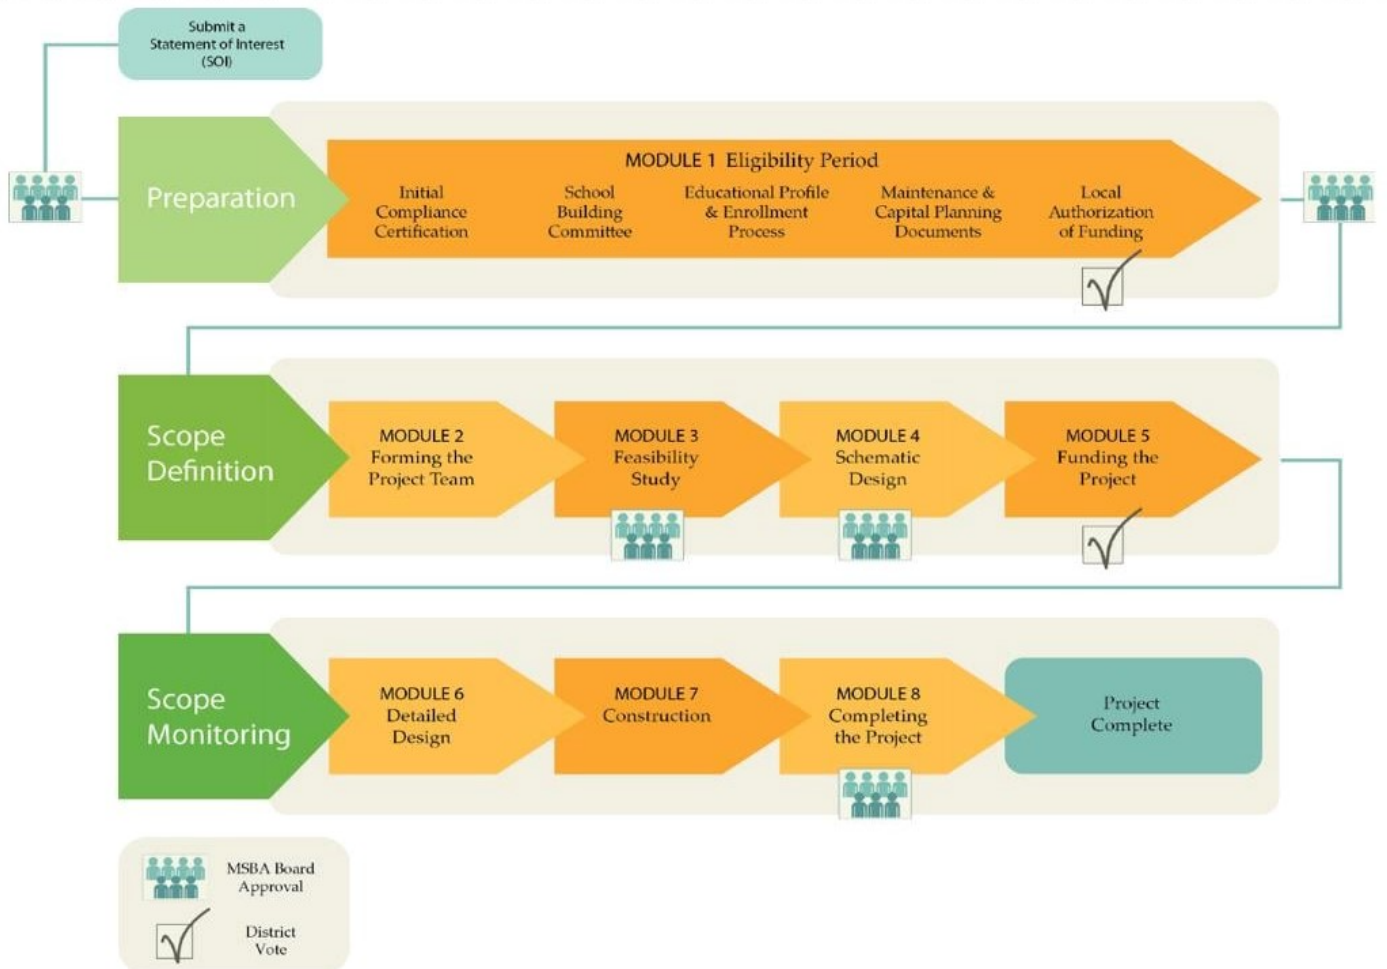 Submit a
Statement of Interest
(SOI)
Preparation
MODULE 1 Eligibility Period
Initial
Compliance
Certification
School
Building
Committee
Educational Profile
& Enrollment
Process
Maintenance &
Capital Planning
Documents
Local
Authorization
of Funding
Scope
Definition
MODULE 2
Forming the
Project Team
MODULE 3
Feasibility
Study
MODULE 4
Schematic
Design
MODULE 5
Funding the
Project
Scope
Monitoring
MODULE 6
Detailed
Design
MODULE 7
Construction
MODULE 8
Completing
the Project
Project
Complete
MSBA Board
Approval
District
Vote